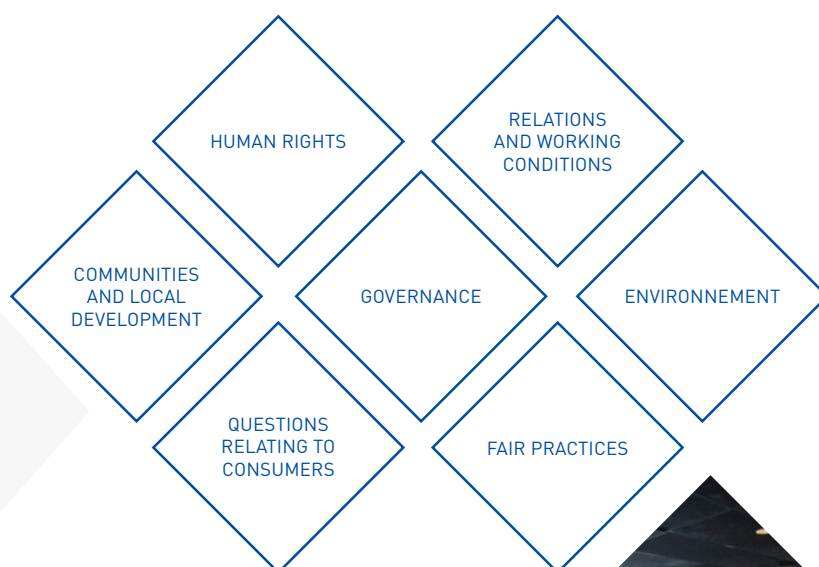 HUMAN RIGHTS
RELATIONS
AND WORKING
CONDITIONS
COMMUNITIES
AND LOCAL
DEVELOPMENT
GOVERNANCE
ENVIRONNEMENT
QUESTIONS
RELATING TO
CONSUMERS
FAIR PRACTICES